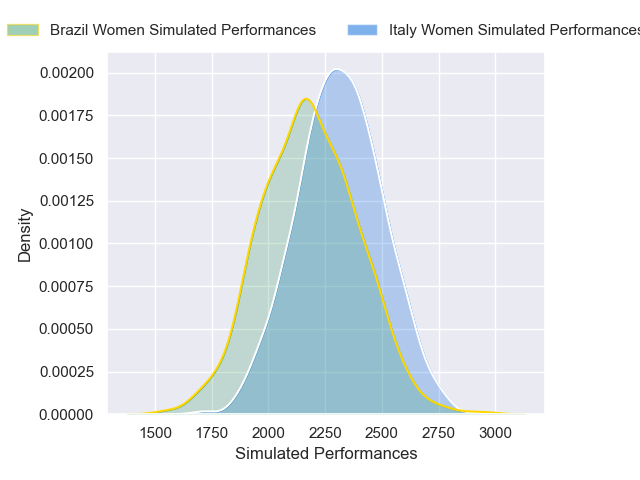 Brazil Women Simulated Performances
Italy Women Simulated Performances
0.00200
0.00175
0.00150
0.00125
0.00100
0.00075
0.00050
0.00025
0.00000
Density
1500 1750 2000 2250 2500 2750 3000
Simulated Performances